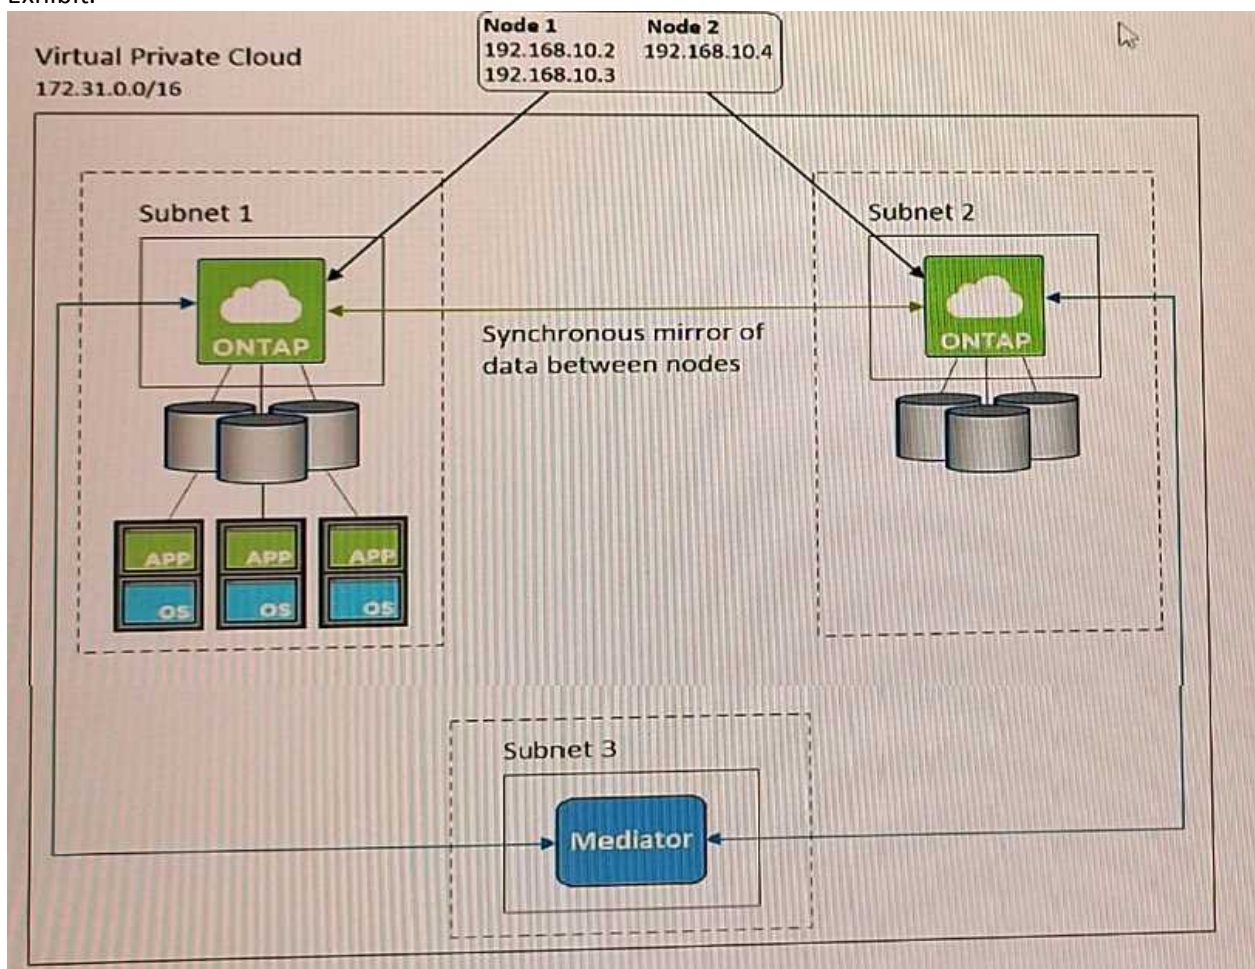 Exhibit:
Node 1 Node 2
192.168.10.2 192.168.10.4
192.168.10.3
Virtual Private Cloud
172.31.0.0/16
Subnet 1
Subnet 2
ONTAP
ONTAP
Synchronous mirror of
data between nodes
APP APP APP
OS OS OS
Subnet 3
Mediator